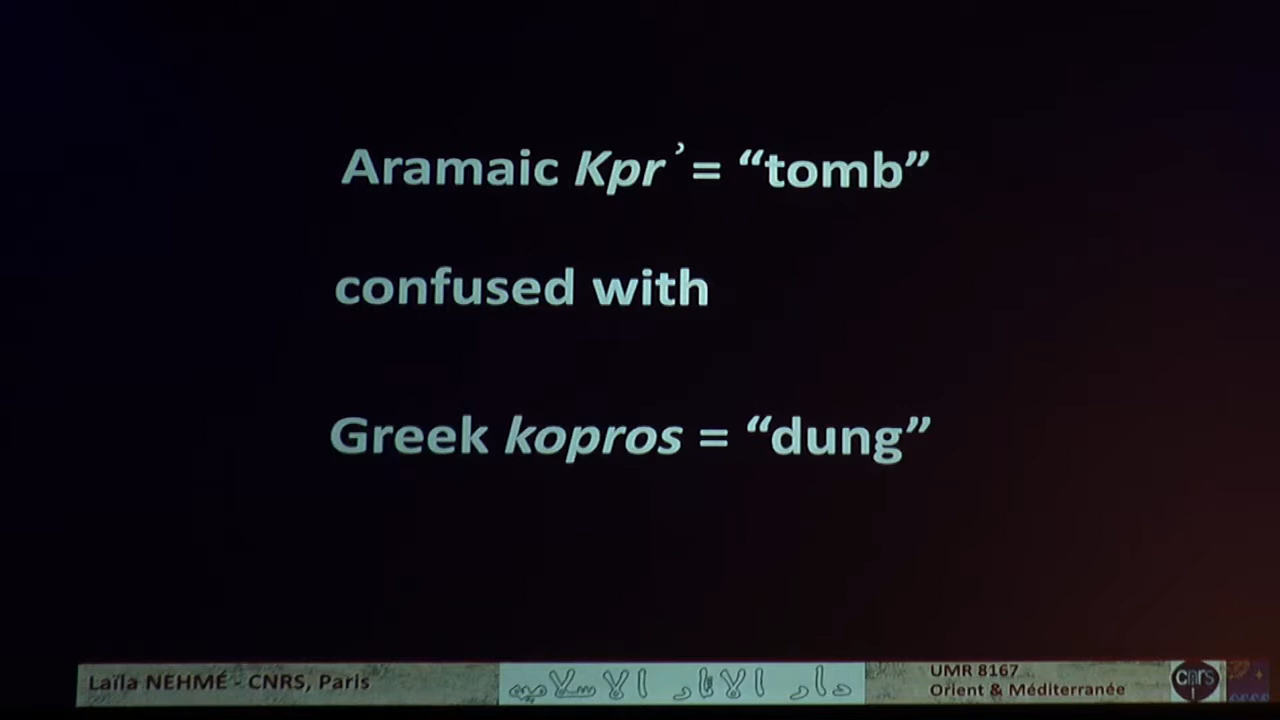 Aramaic Kprʾ = “tomb”
confused with
Greek kopros = “dung”
Laïla NEHMÉ - CNRS, Paris
دار الآثار الإسلامية
UMR 8167
Orient & Méditerranée
cnrs